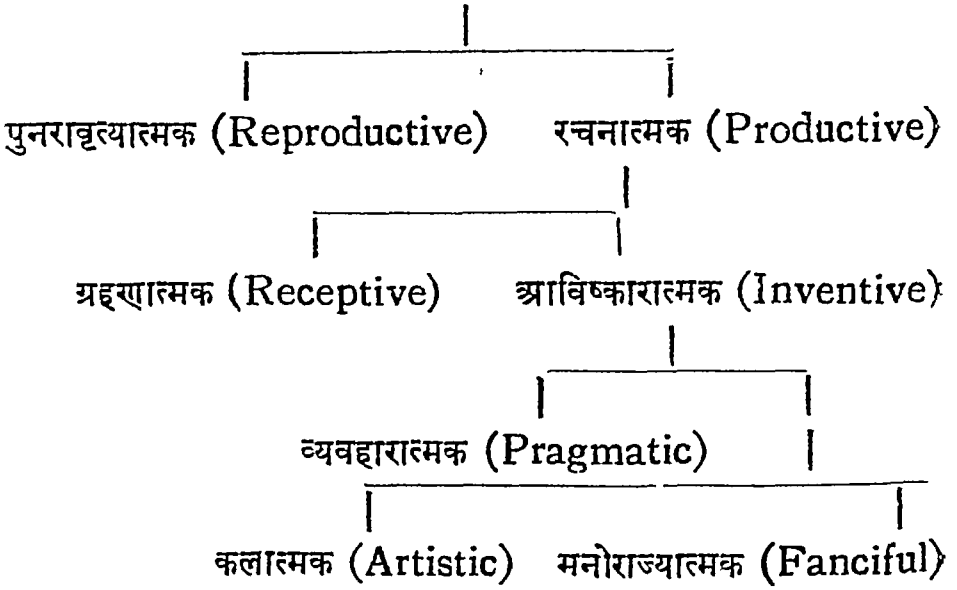 पुनरावृत्यात्मक (Reproductive) रचनात्मक (Productive)
ग्रहणात्मक (Receptive) आविष्कारात्मक (Inventive)
व्यवहारात्मक (Pragmatic)
कलात्मक (Artistic) मनोराज्यात्मक (Fanciful)